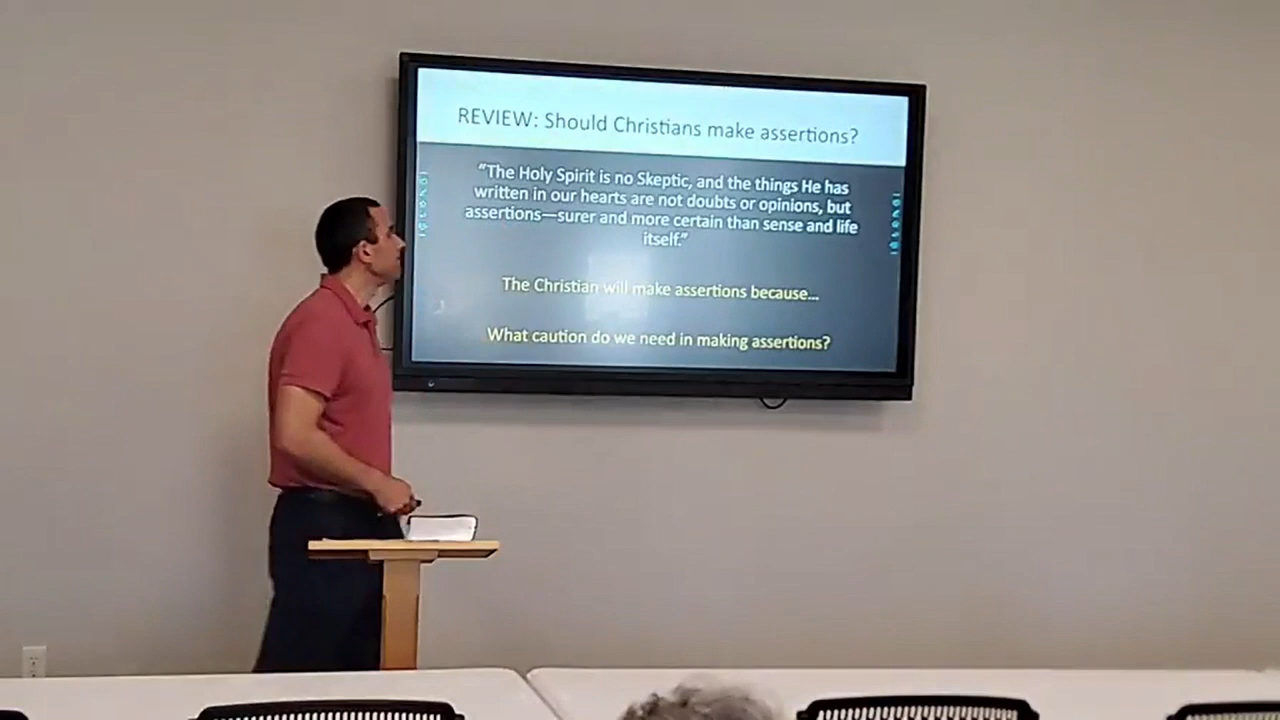 REVIEW: Should Christians make assertions?
“The Holy Spirit is no Skeptic, and the things He has
written in our hearts are not doubts or opinions, but
assertions—surer and more certain than sense and life
itself.”
The Christian will make assertions because...
What caution do we need in making assertions?